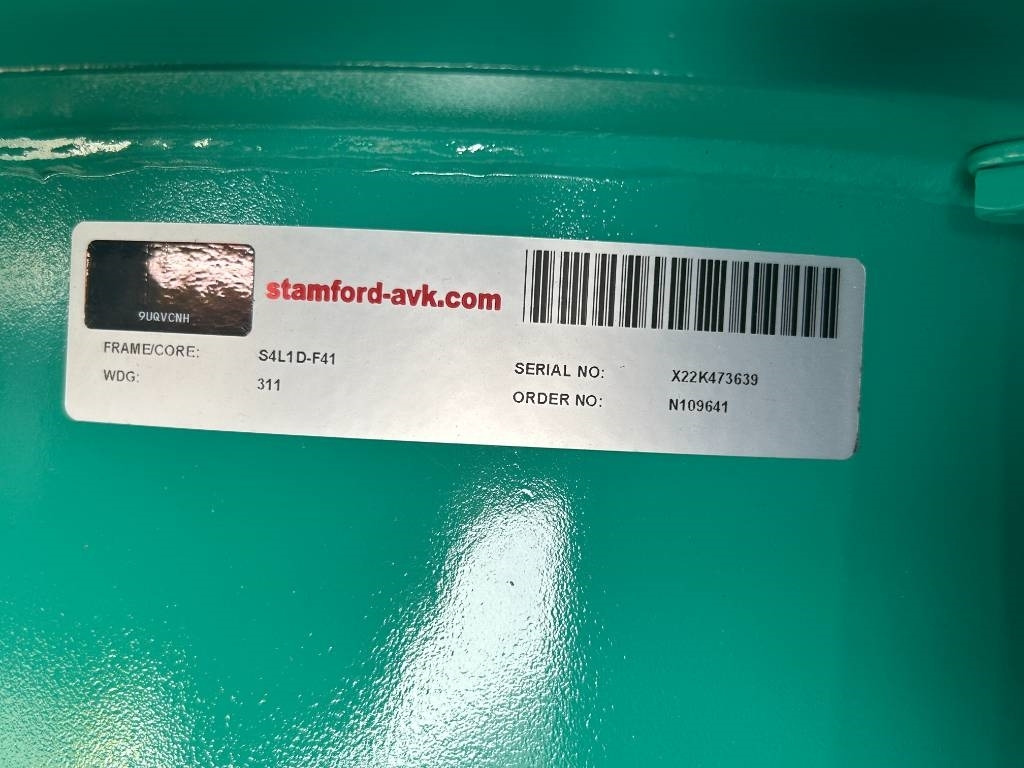 9UQVCNH
stamford-avk.com
FRAME/CORE: S4L1D-F41
WDG: 311
SERIAL NO: X22K473639
ORDER NO: N109641